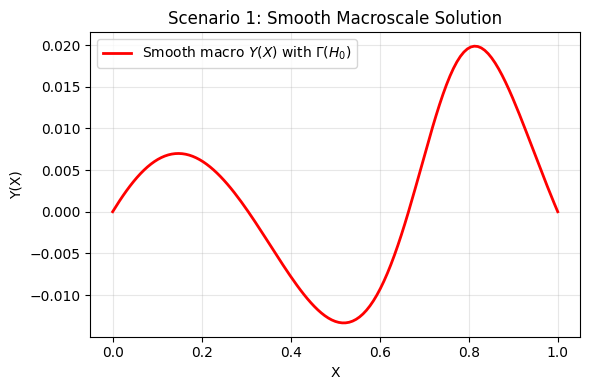 Scenario 1: Smooth Macroscale Solution
Smooth macro Y(X) with Γ(H₀)
Y(X)
0.020
0.015
0.010
0.005
0.000
−0.005
−0.010
0.0 0.2 0.4 0.6 0.8 1.0
X